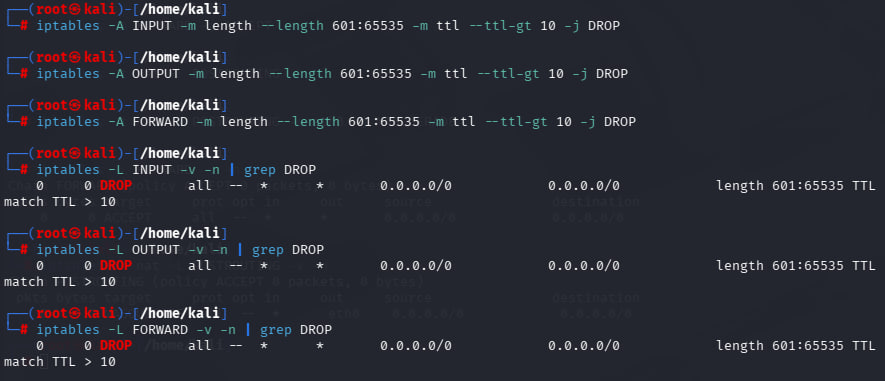 ┌──(root㉿kali)-[/home/kali]
└─# iptables -A INPUT -m length --length 601:65535 -m ttl --ttl-gt 10 -j DROP
┌──(root㉿kali)-[/home/kali]
└─# iptables -A OUTPUT -m length --length 601:65535 -m ttl --ttl-gt 10 -j DROP
┌──(root㉿kali)-[/home/kali]
└─# iptables -A FORWARD -m length --length 601:65535 -m ttl --ttl-gt 10 -j DROP
┌──(root㉿kali)-[/home/kali]
└─# iptables -L INPUT -v -n | grep DROP
0 0 DROP all -- * * 0.0.0.0/0 0.0.0.0/0 length 601:65535 TTL
match TTL > 10
┌──(root㉿kali)-[/home/kali]
└─# iptables -L OUTPUT -v -n | grep DROP
0 0 DROP all -- * * 0.0.0.0/0 0.0.0.0/0 length 601:65535 TTL
match TTL > 10
┌──(root㉿kali)-[/home/kali]
└─# iptables -L FORWARD -v -n | grep DROP
0 0 DROP all -- * * 0.0.0.0/0 0.0.0.0/0 length 601:65535 TTL
match TTL > 10